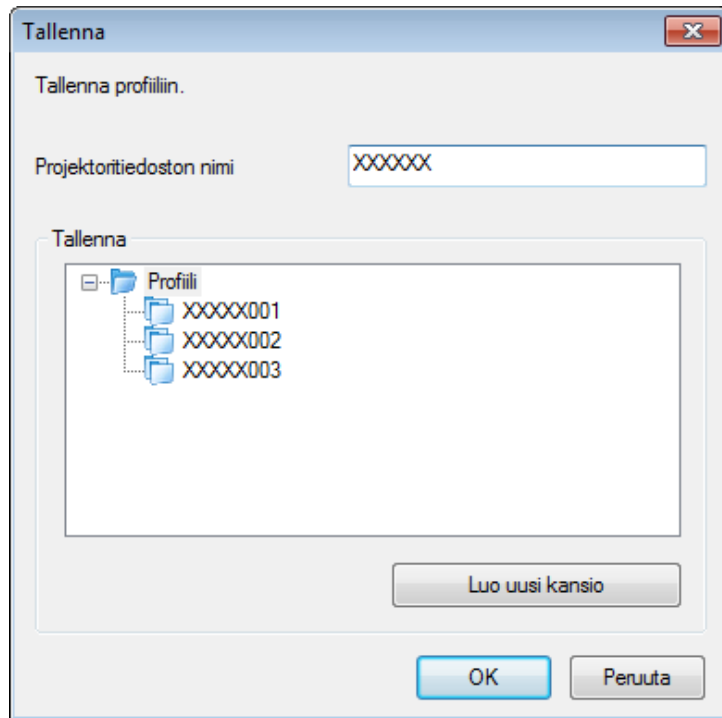 Tallenna
Tallenna profiiliin.
Projektoritiedoston nimi XXXXXX
Tallenna
Profiili
XXXXX001
XXXXX002
XXXXX003
Luo uusi kansio
OK Peruuta